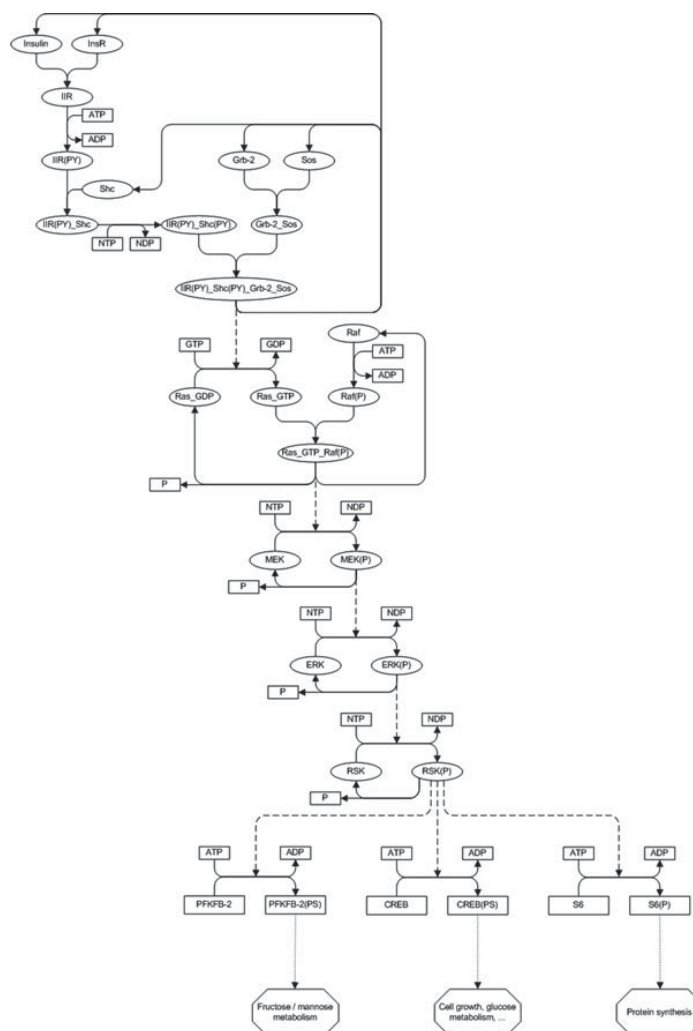 Insulin
InsR
IIR
ATP
ADP
IIR(PY)
Grb-2
Sos
Shc
IIR(PY)_Shc
IIR(PY)_Shc(PY)
Grb-2_Sos
NTP
NDP
IIR(PY)_Shc(PY)_Grb-2_Sos
Raf
GTP
GDP
ATP
ADP
Ras_GDP
Ras_GTP
Raf(P)
Ras_GTP_Raf(P)
P
NTP
NDP
MEK
MEK(P)
P
NTP
NDP
ERK
ERK(P)
P
NTP
NDP
RSK
RSK(P)
P
ATP
ADP
ATP
ADP
ATP
ADP
PFKFB-2
PFKFB-2(PS)
CREB
CREB(PS)
S6
S6(P)
Fructose / mannose
metabolism
Cell growth, glucose
metabolism, ...
Protein synthesis